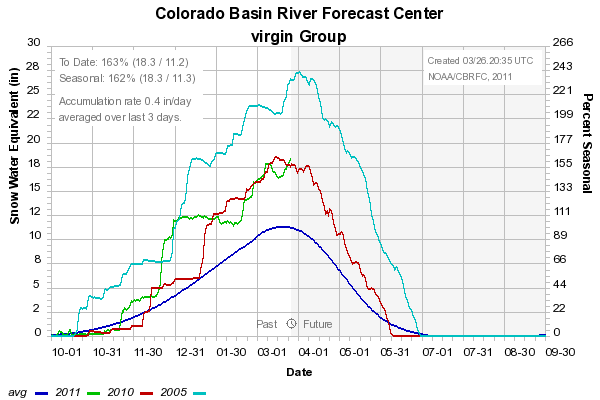 Colorado Basin River Forecast Center
virgin Group
30
28
25
22
20
18
15
12
10
8
5
2
0
Snow Water Equivalent (in)
To Date: 163% (18.3 / 11.2)
Seasonal: 162% (18.3 / 11.3)
Accumulation rate 0.4 in/day
averaged over last 3 days.
Created 03/26.20:35 UTC
NOAA/CBRFC, 2011
266
243
221
199
177
155
133
111
89
66
44
22
0
Percent Seasonal
Past Future
10-01 10-31 11-30 12-31 01-30 03-01 04-01 05-01 05-31 07-01 07-31 08-30 09-30
Date
avg 2011 2010 2005